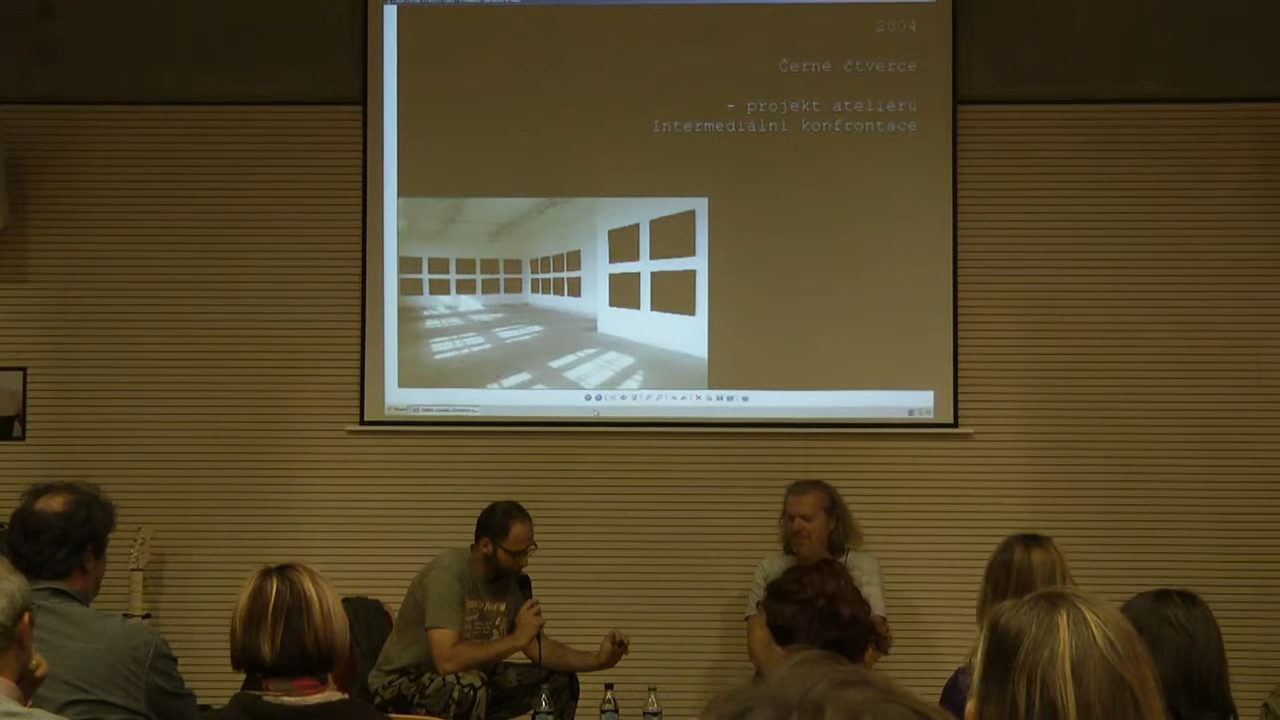 2004
Černé čtverce
- projekt ateliéru
Intermediální konfrontace